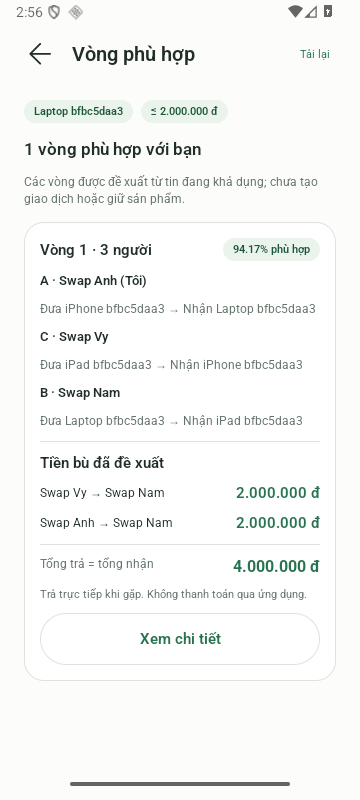 2:56
Vòng phù hợp
Tải lại
Laptop bfbc5daa3
≤ 2.000.000 đ
1 vòng phù hợp với bạn
Các vòng được đề xuất từ tin đang khả dụng; chưa tạo
giao dịch hoặc giữ sản phẩm.
Vòng 1 · 3 người
94.17% phù hợp
A · Swap Anh (Tôi)
Đưa iPhone bfbc5daa3 → Nhận Laptop bfbc5daa3
C · Swap Vy
Đưa iPad bfbc5daa3 → Nhận iPhone bfbc5daa3
B · Swap Nam
Đưa Laptop bfbc5daa3 → Nhận iPad bfbc5daa3
Tiền bù đã đề xuất
Swap Vy → Swap Nam
2.000.000 đ
Swap Anh → Swap Nam
2.000.000 đ
Tổng trả = tổng nhận
4.000.000 đ
Trả trực tiếp khi gặp. Không thanh toán qua ứng dụng.
Xem chi tiết